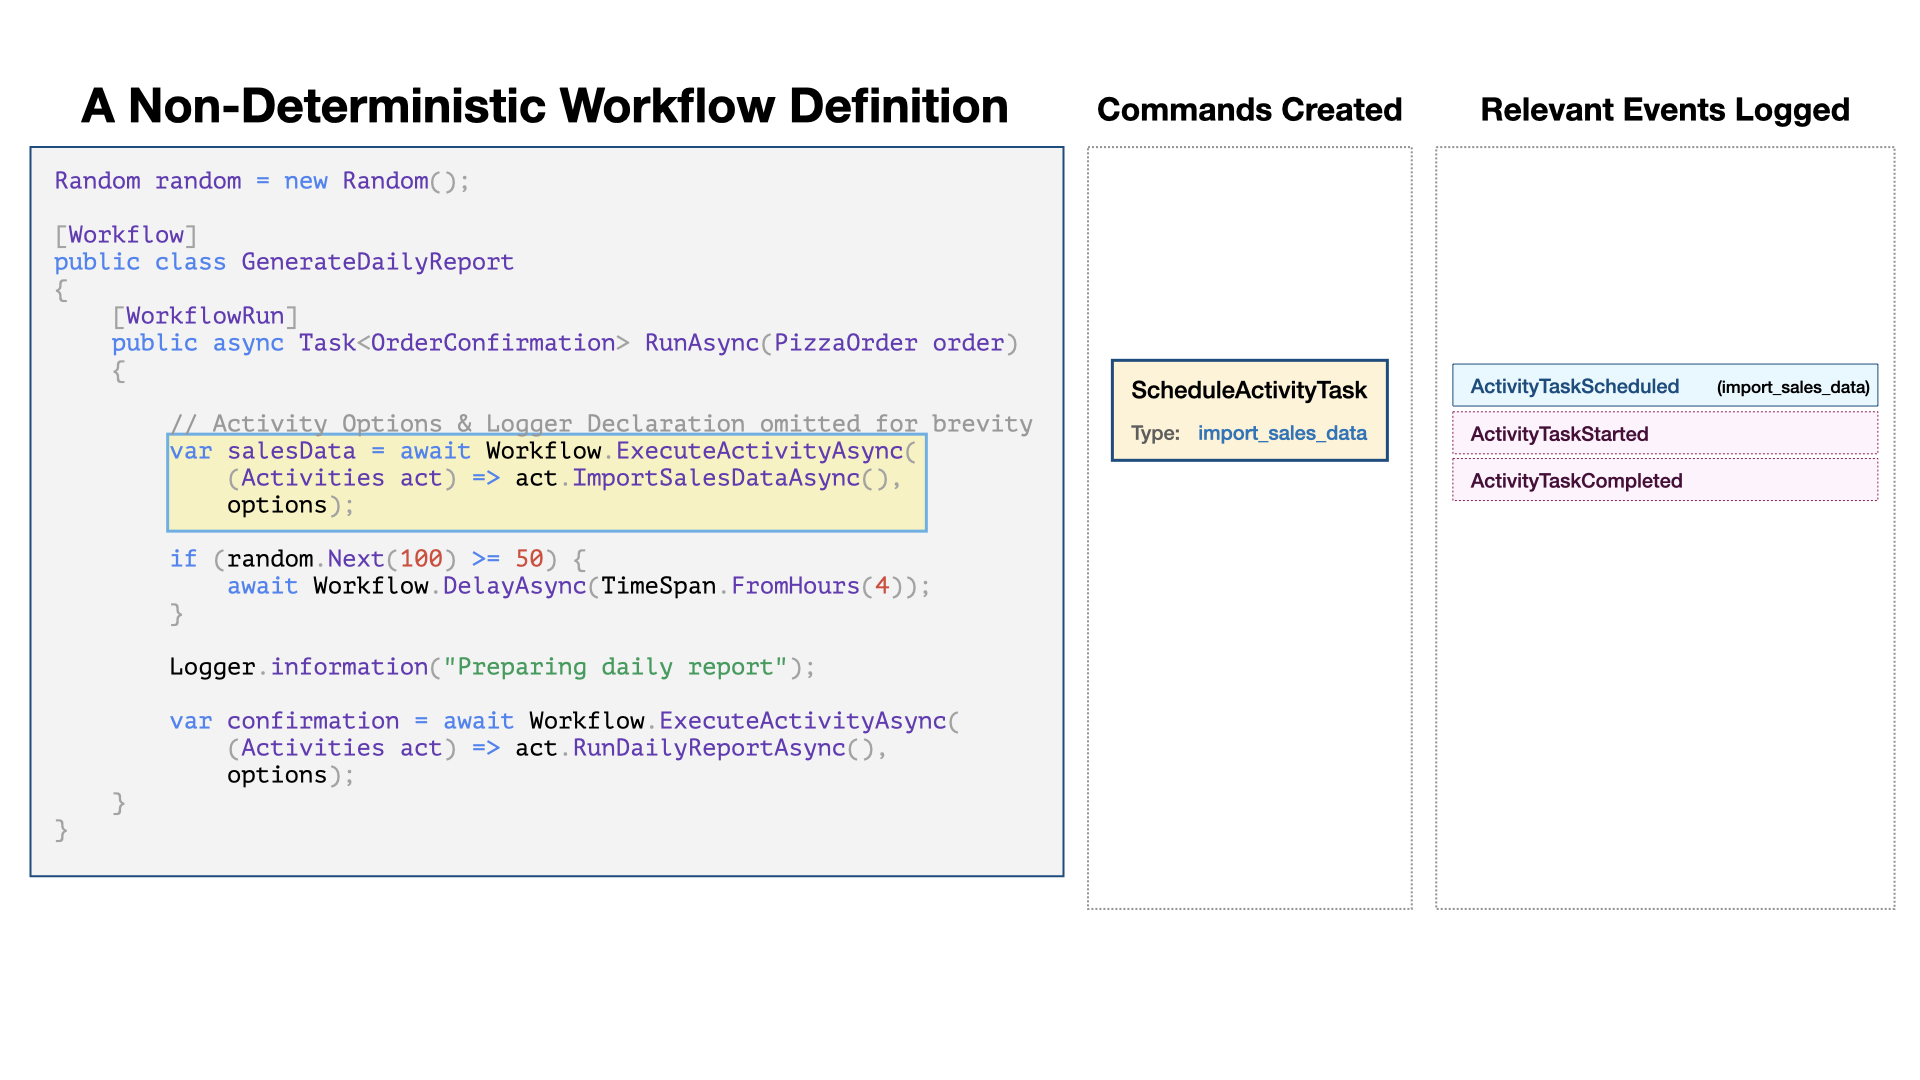 A Non-Deterministic Workflow Definition
Random random = new Random();
[Workflow]
public class GenerateDailyReport
{
[WorkflowRun]
public async Task<OrderConfirmation> RunAsync(PizzaOrder order)
{
// Activity Options & Logger Declaration omitted for brevity
var salesData = await Workflow.ExecuteActivityAsync(
(Activities act) => act.ImportSalesDataAsync(),
options);
if (random.Next(100) >= 50) {
await Workflow.DelayAsync(TimeSpan.FromHours(4));
}
Logger.information("Preparing daily report");
var confirmation = await Workflow.ExecuteActivityAsync(
(Activities act) => act.RunDailyReportAsync(),
options);
}
}
Commands Created
ScheduleActivityTask
Type: import_sales_data
Relevant Events Logged
ActivityTaskScheduled (import_sales_data)
ActivityTaskStarted
ActivityTaskCompleted